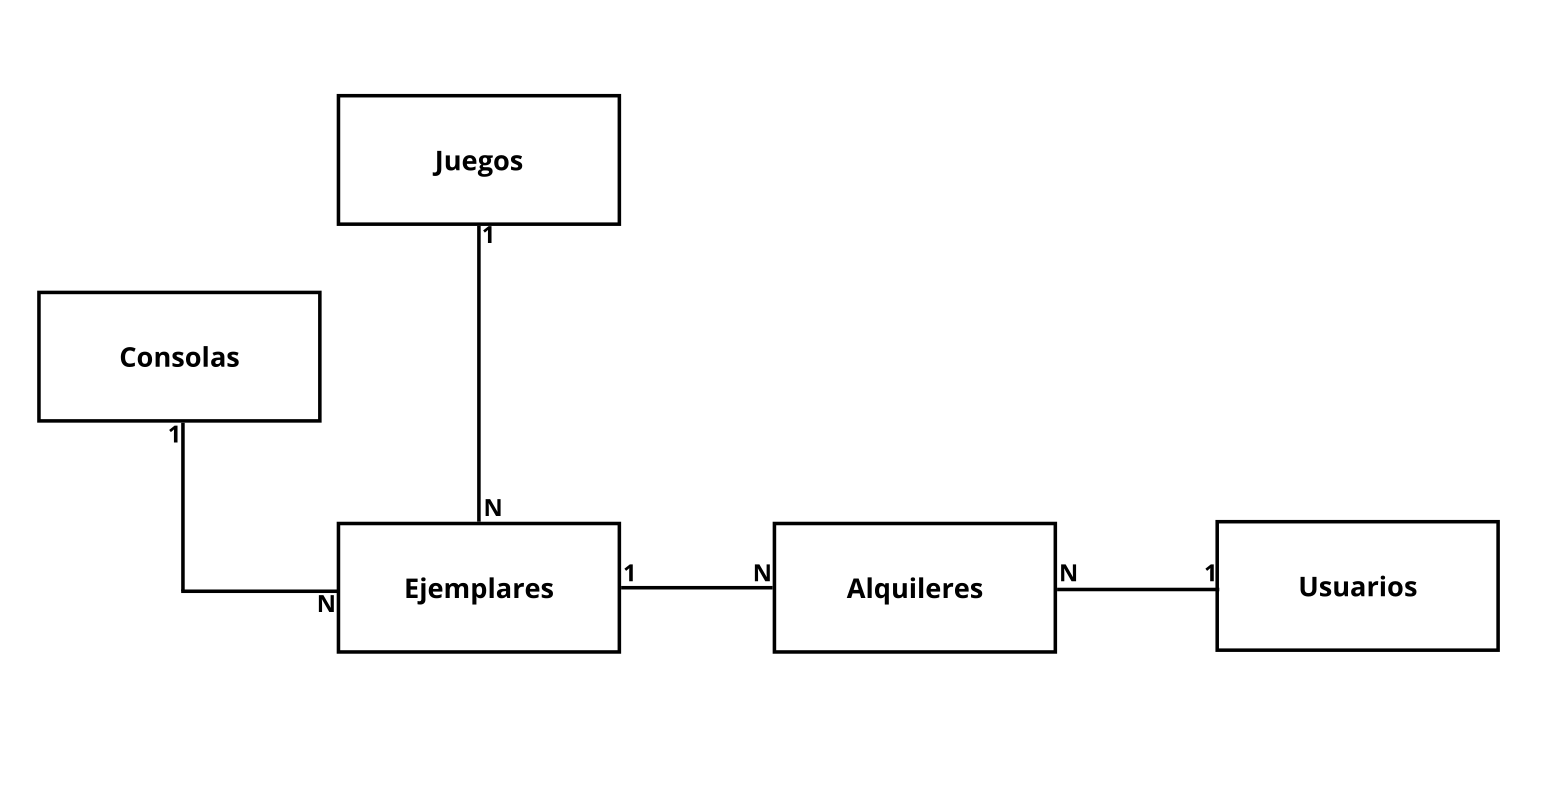 Juegos
1
Consolas
1
N
N
Ejemplares
1
N
Alquileres
N
1
Usuarios